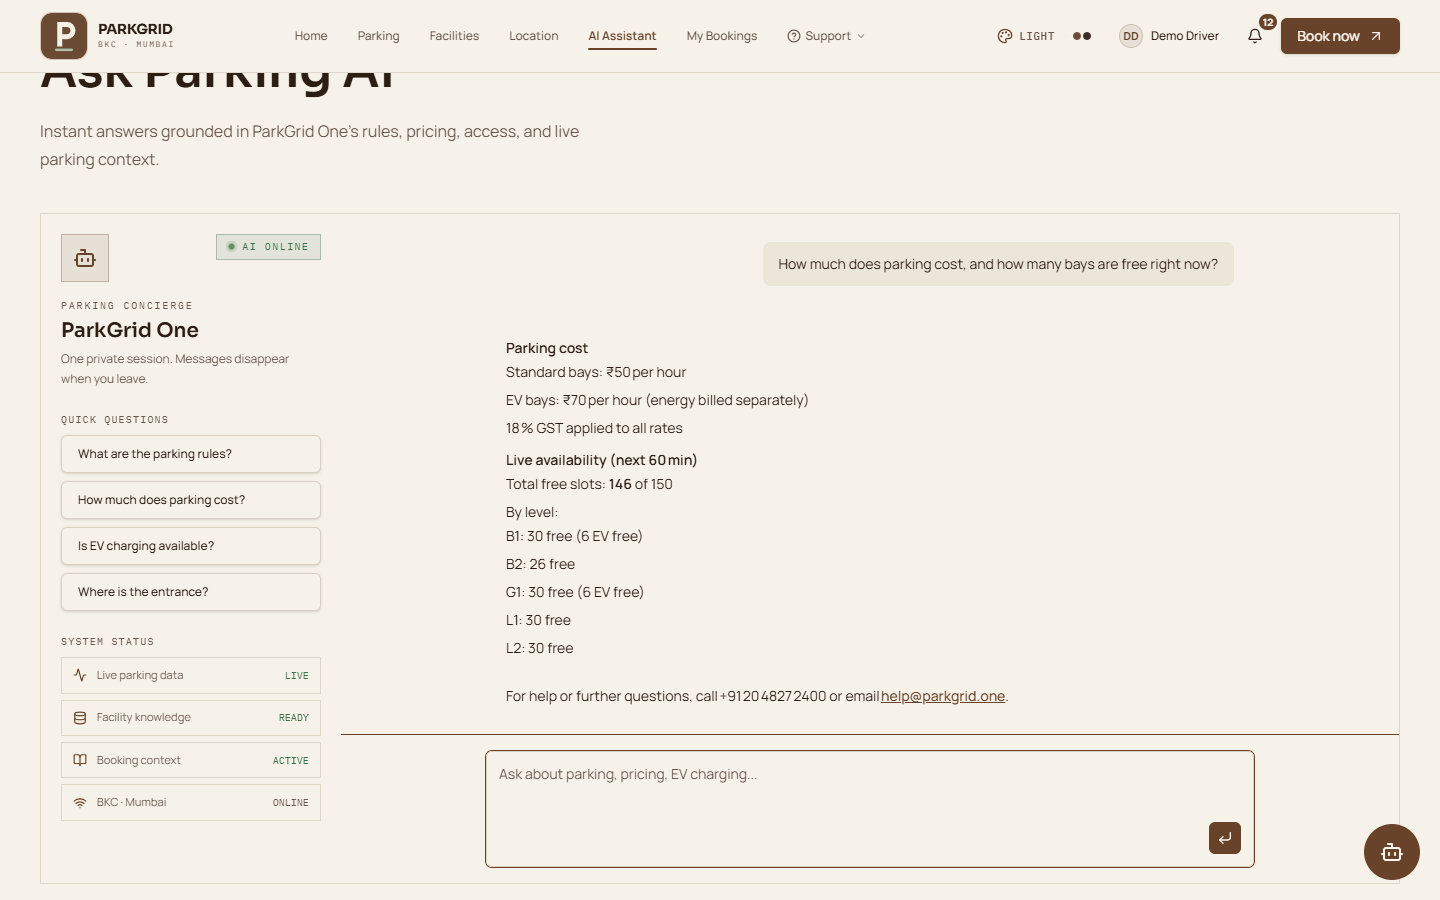 PARKGRID
BKC · MUMBAI
Home
Parking
Facilities
Location
AI Assistant
My Bookings
Support
LIGHT
DD
Demo Driver
12
Book now
Ask Parking AI
Instant answers grounded in ParkGrid One's rules, pricing, access, and live
parking context.
AI ONLINE
PARKING CONCIERGE
ParkGrid One
One private session. Messages disappear
when you leave.
QUICK QUESTIONS
What are the parking rules?
How much does parking cost?
Is EV charging available?
Where is the entrance?
SYSTEM STATUS
Live parking data LIVE
Facility knowledge READY
Booking context ACTIVE
BKC · Mumbai ONLINE
How much does parking cost, and how many bays are free right now?
Parking cost
Standard bays: ₹50 per hour
EV bays: ₹70 per hour (energy billed separately)
18 % GST applied to all rates
Live availability (next 60 min)
Total free slots: 146 of 150
By level:
B1: 30 free (6 EV free)
B2: 26 free
G1: 30 free (6 EV free)
L1: 30 free
L2: 30 free
For help or further questions, call +91 20 4827 2400 or email help@parkgrid.one.
Ask about parking, pricing, EV charging...